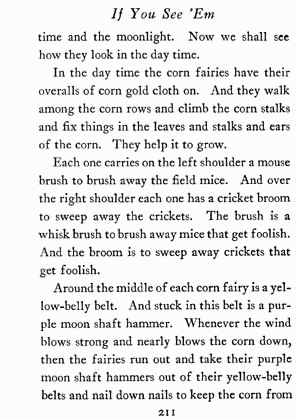 If You See 'Em
time and the moonlight. Now we shall see
how they look in the day time.
In the day time the corn fairies have their
overalls of corn gold cloth on. And they walk
among the corn rows and climb the corn stalks
and fix things in the leaves and stalks and ears
of the corn. They help it to grow.
Each one carries on the left shoulder a mouse
brush to brush away the field mice. And over
the right shoulder each one has a cricket broom
to sweep away the crickets. The brush is a
whisk brush to brush away mice that get foolish.
And the broom is to sweep away crickets that
get foolish.
Around the middle of each corn fairy is a yel-
low-belly belt. And stuck in this belt is a pur-
ple moon shaft hammer. Whenever the wind
blows strong and nearly blows the corn down,
then the fairies run out and take their purple
moon shaft hammers out of their yellow-belly
belts and nail down nails to keep the corn from
211